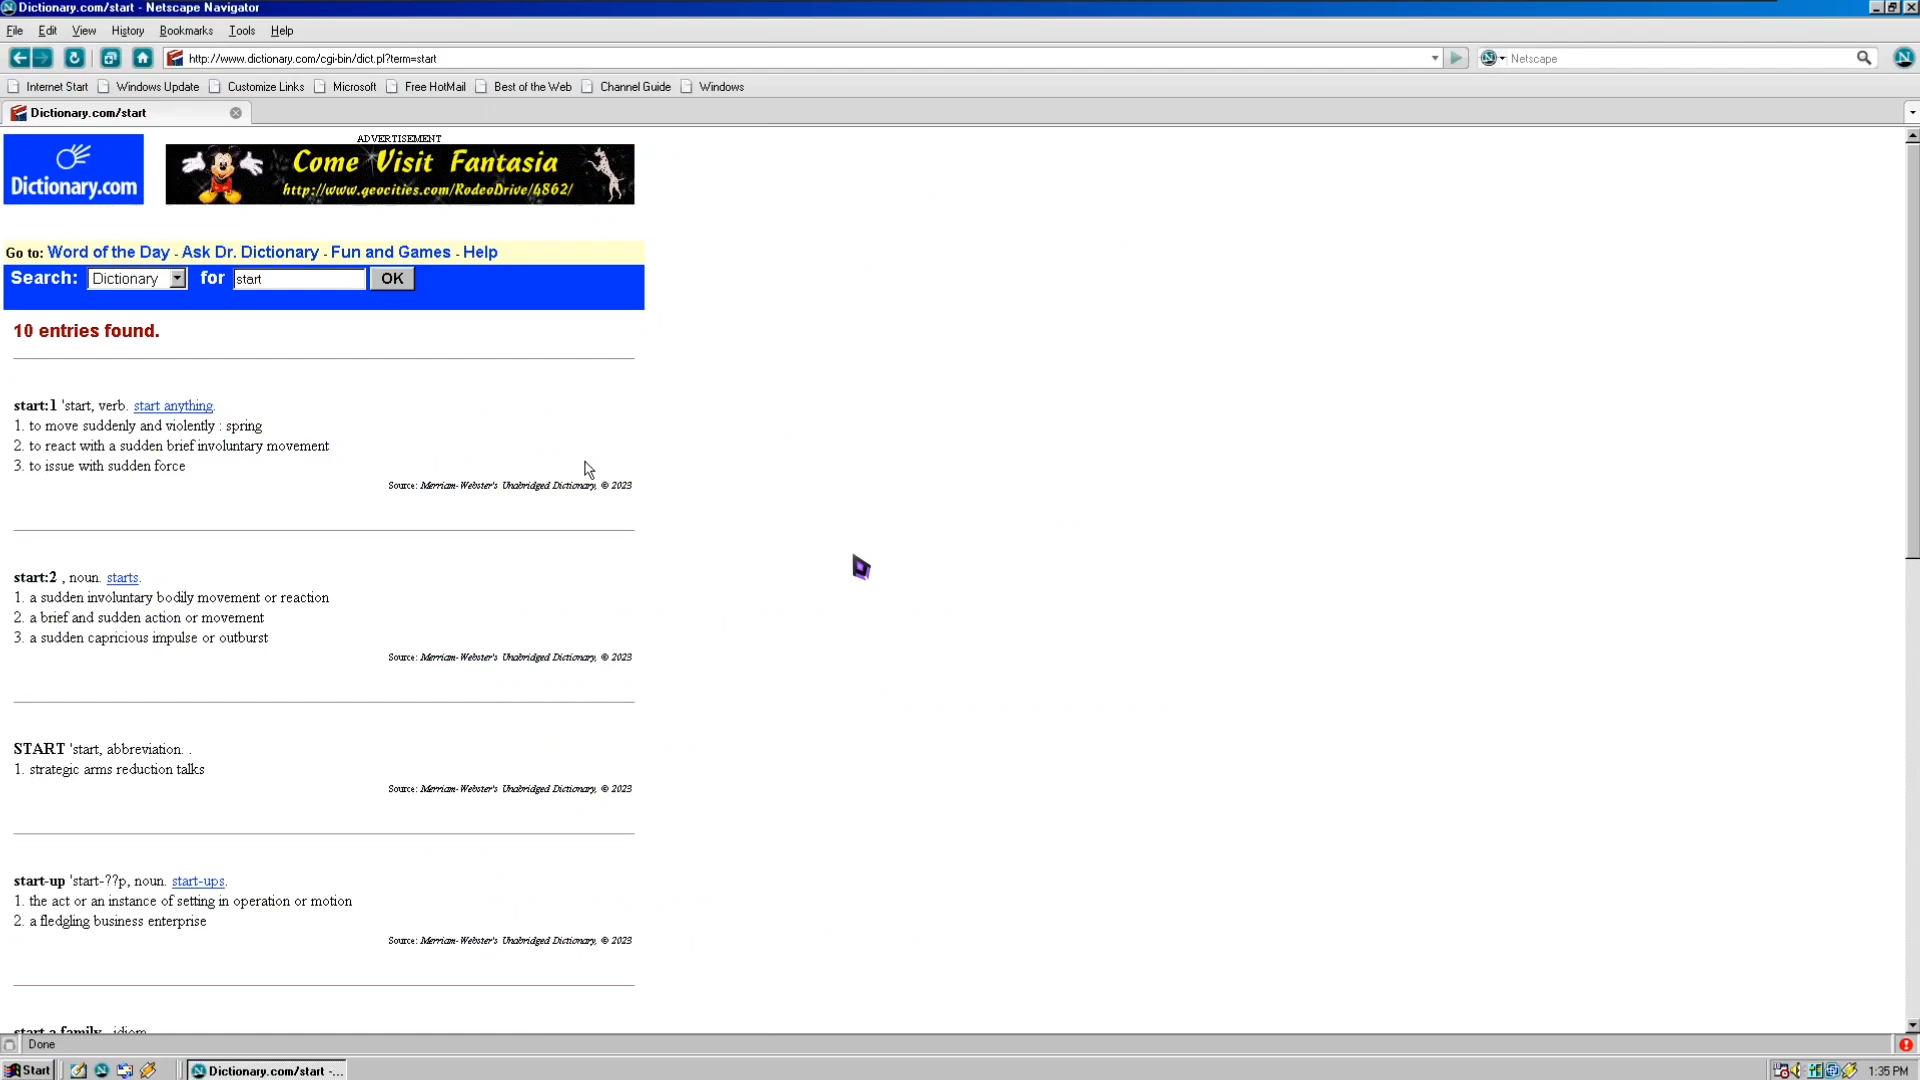 Dictionary.com/start - Netscape Navigator
File Edit View History Bookmarks Tools Help
http://www.dictionary.com/cgi-bin/dict.pl?term=start
Netscape
Internet Start Windows Update Customize Links Microsoft Free HotMail Best of the Web Channel Guide Windows
Dictionary.com/start
ADVERTISEMENT
Dictionary.com
Come Visit Fantasia
http://www.geocities.com/RodeoDrive/4862/
Go to: Word of the Day - Ask Dr. Dictionary - Fun and Games - Help
Search: Dictionary for start OK
10 entries found.
start:1 'start, verb. start anything.
1. to move suddenly and violently : spring
2. to react with a sudden brief involuntary movement
3. to issue with sudden force
Source: Merriam-Webster's Unabridged Dictionary, © 2023
start:2 , noun. starts.
1. a sudden involuntary bodily movement or reaction
2. a brief and sudden action or movement
3. a sudden capricious impulse or outburst
Source: Merriam-Webster's Unabridged Dictionary, © 2023
START 'start, abbreviation. .
1. strategic arms reduction talks
Source: Merriam-Webster's Unabridged Dictionary, © 2023
start-up 'start-??p, noun. start-ups.
1. the act or an instance of setting in operation or motion
2. a fledgling business enterprise
Source: Merriam-Webster's Unabridged Dictionary, © 2023
start a family , idiom
Done
Start Dictionary.com/start -... 1:35 PM